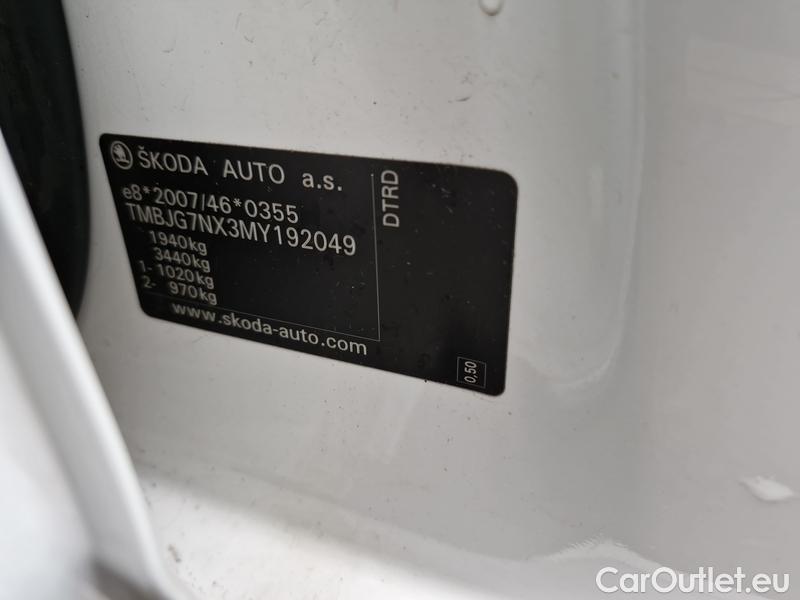 ŠKODA AUTO a.s.
e8*2007/46*0355
TMBJG7NX3MY192049
1940kg
3440kg
1- 1020kg
2- 970kg
www.skoda-auto.com
DTRD
0,50
CarOutlet.eu